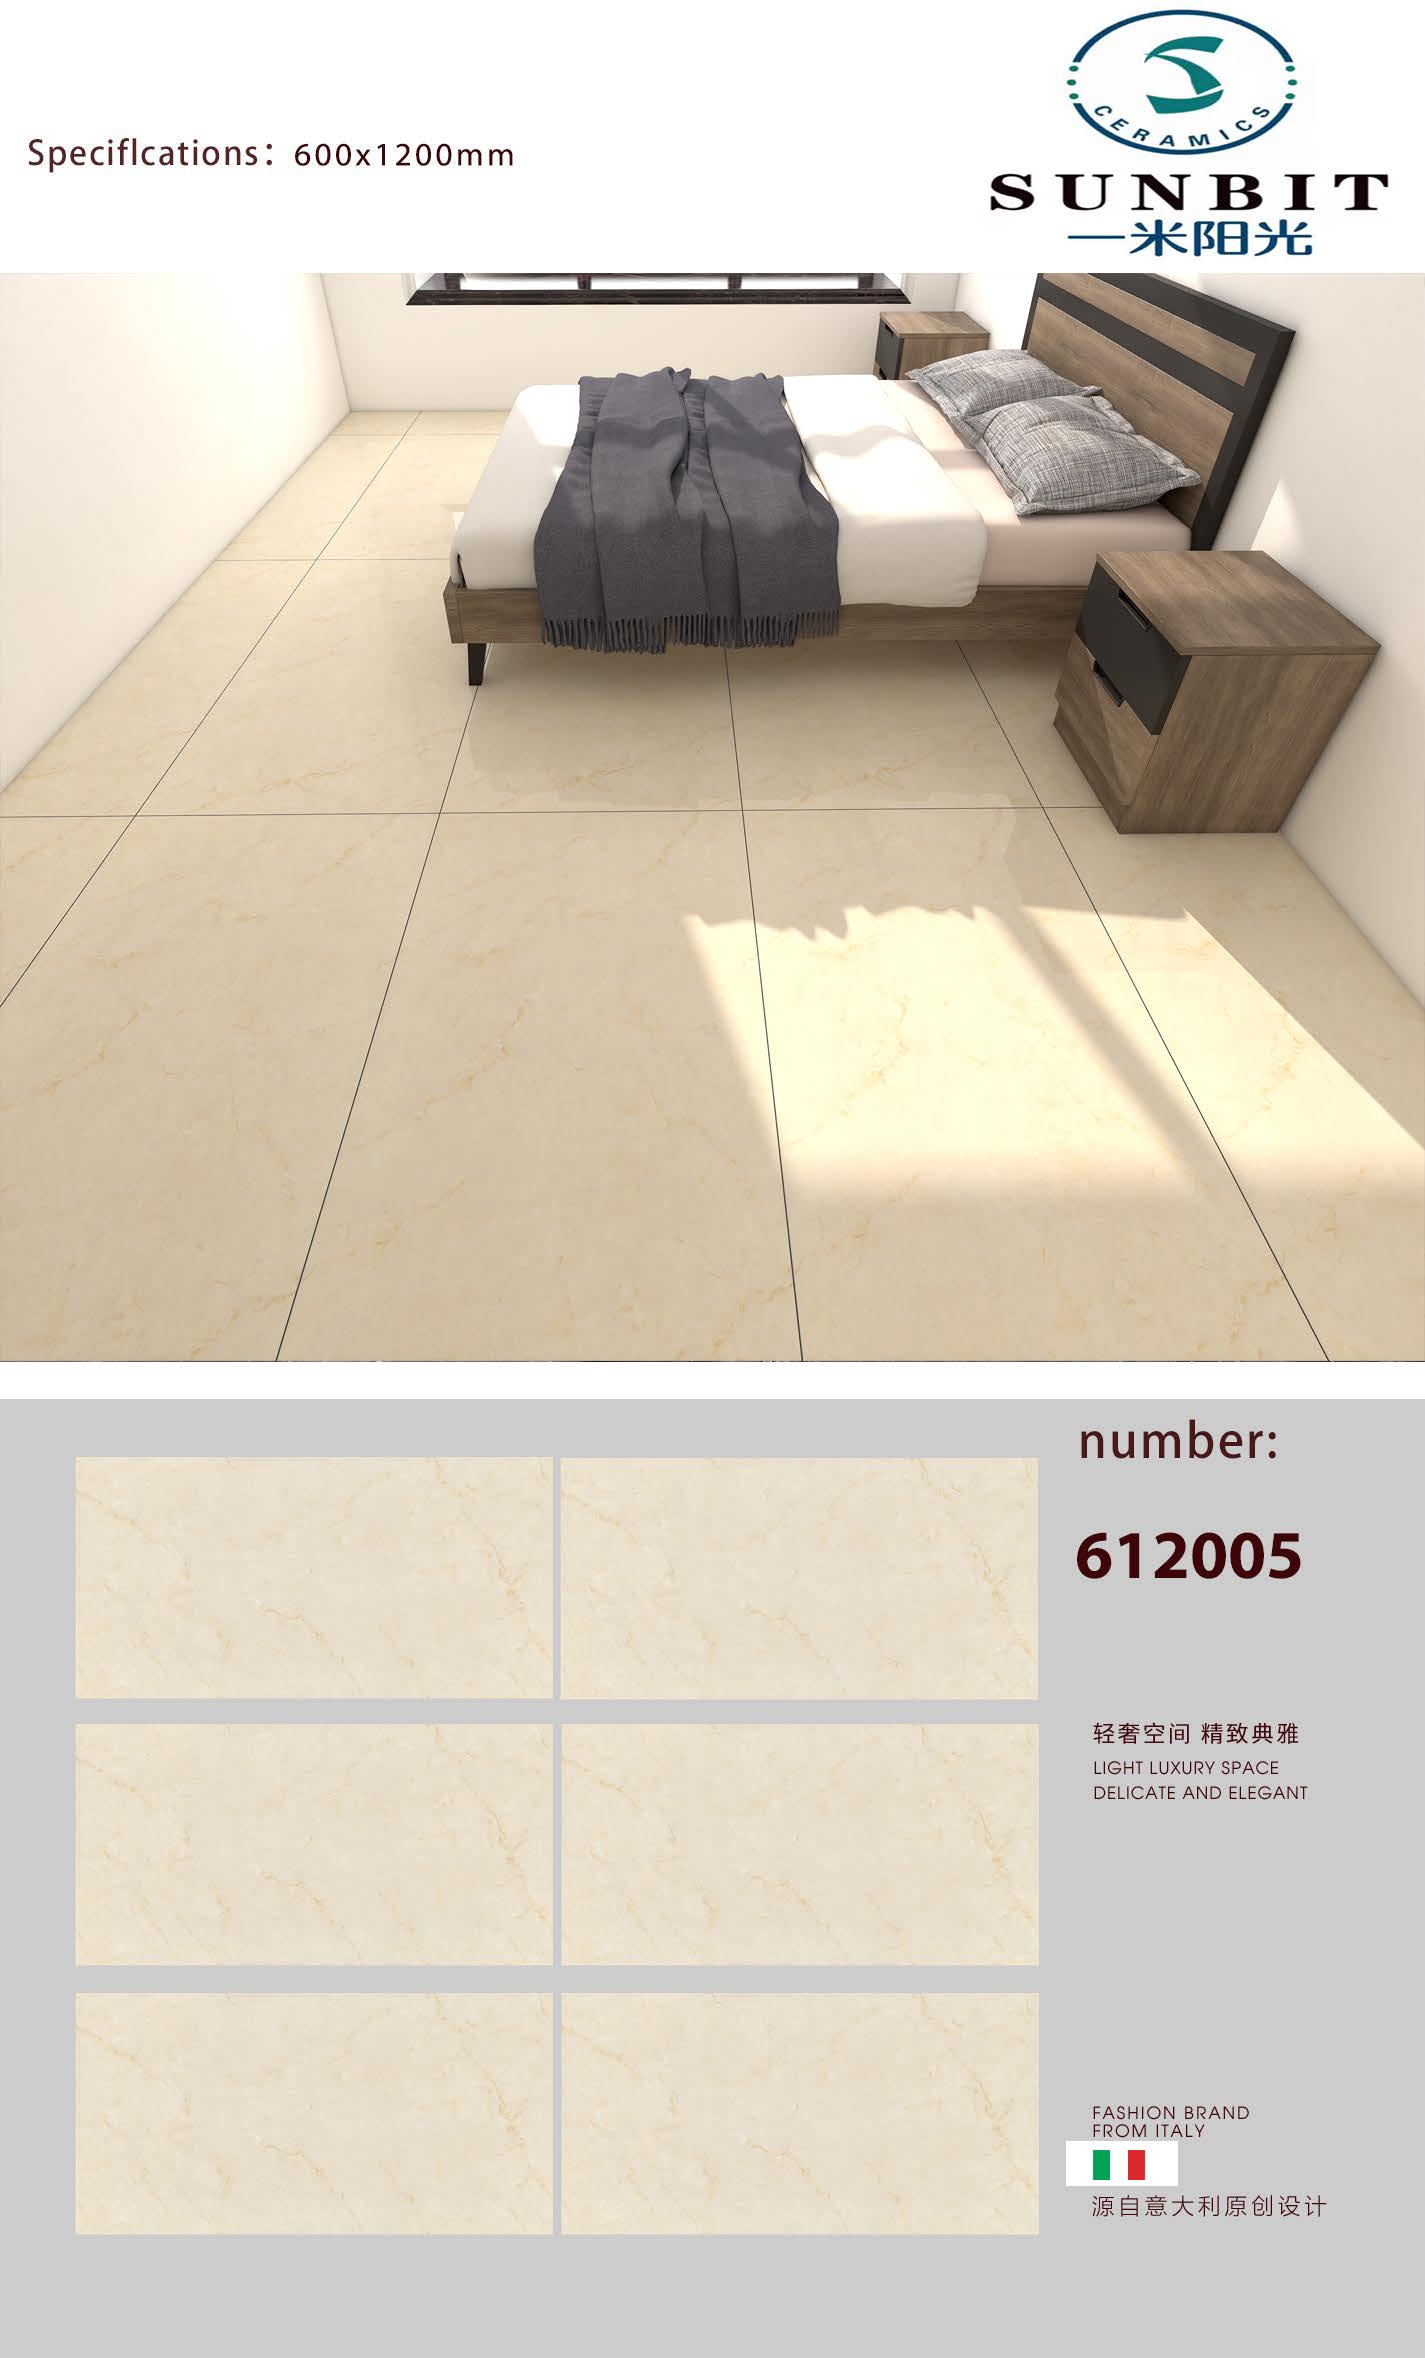 CERAMICS
SUNBIT
一米阳光
Speciflcations: 600x1200mm
number:
612005
轻奢空间 精致典雅
LIGHT LUXURY SPACE
DELICATE AND ELEGANT
FASHION BRAND
FROM ITALY
源自意大利原创设计